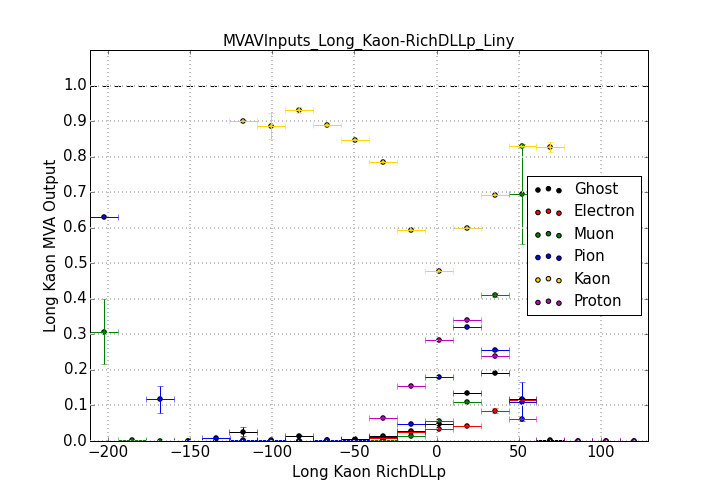 MVAVInputs_Long_Kaon-RichDLLp_Liny
Long Kaon MVA Output
1.0
0.9
0.8
0.7
0.6
0.5
0.4
0.3
0.2
0.1
0.0
Ghost
Electron
Muon
Pion
Kaon
Proton
−200 −150 −100 −50 0 50 100
Long Kaon RichDLLp